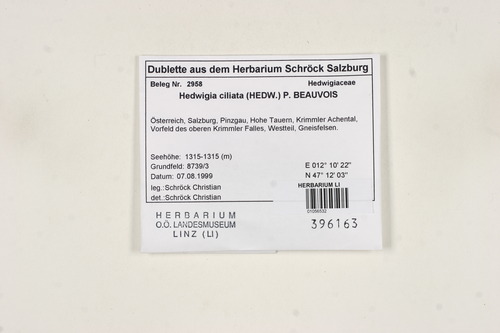 Dublette aus dem Herbarium Schröck Salzburg
Beleg Nr. 2958 Hedwigiaceae
Hedwigia ciliata (HEDW.) P. BEAUVOIS
Österreich, Salzburg, Pinzgau, Hohe Tauern, Krimmler Achental,
Vorfeld des oberen Krimmler Falles, Westteil, Gneisfelsen.
Seehöhe: 1315-1315 (m)
Grundfeld: 8739/3 E 012° 10' 22"
Datum: 07.08.1999 N 47° 12' 03"
leg.:Schröck Christian HERBARIUM LI
det.:Schröck Christian
01056532
HERBARIUM
O.Ö. LANDESMUSEUM
LINZ (LI)
396163